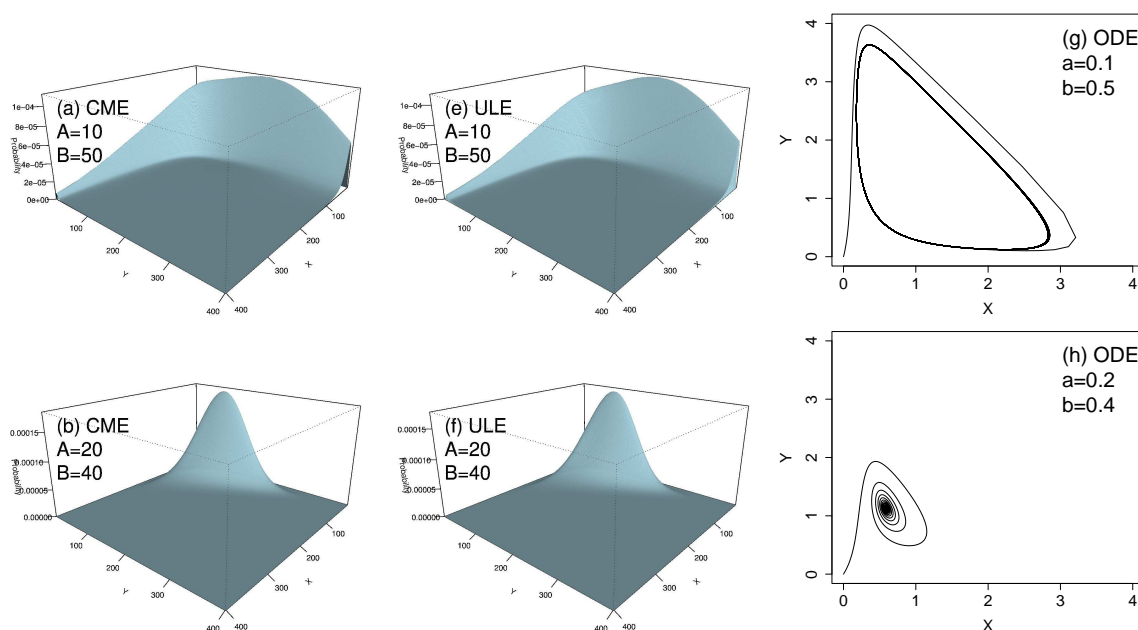 (a) CME
A=10
B=50
1e−04
8e−05
6e−05
4e−05
2e−05
0e+00
Probability
100
200
300
400
Y
100
200
300
400
X
(e) ULE
A=10
B=50
1e−04
8e−05
6e−05
4e−05
2e−05
0e+00
Probability
100
200
300
400
Y
100
200
300
400
X
(g) ODE
a=0.1
b=0.5
4
3
2
1
0
Y
0 1 2 3 4
X
(b) CME
A=20
B=40
0.00015
0.00010
0.00005
0.00000
Probability
100
200
300
400
Y
100
200
300
400
X
(f) ULE
A=20
B=40
0.00015
0.00010
0.00005
0.00000
Probability
100
200
300
400
Y
100
200
300
400
X
(h) ODE
a=0.2
b=0.4
4
3
2
1
0
Y
0 1 2 3 4
X